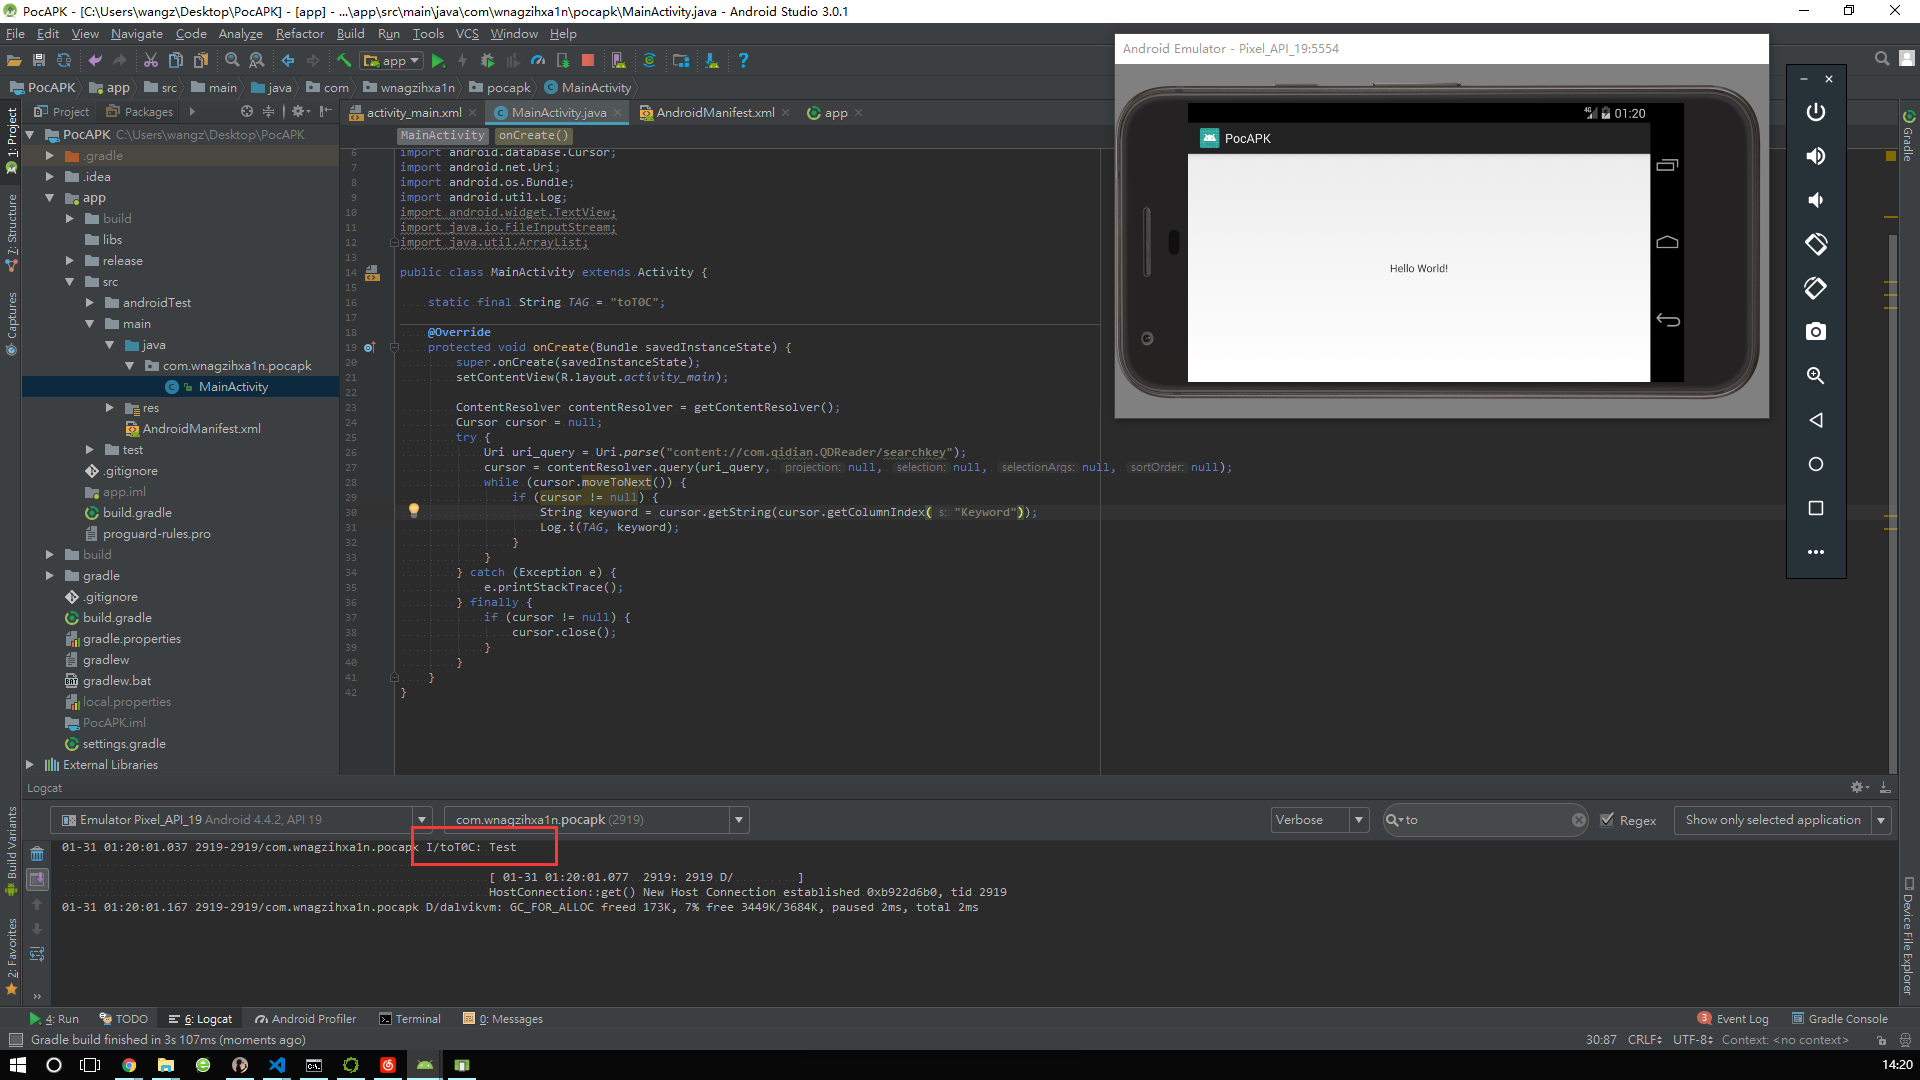 PocAPK - [C:\Users\wangz\Desktop\PocAPK] - [app] - ...\app\src\main\java\com\wnagzihxa1n\pocapk\MainActivity.java - Android Studio 3.0.1
File Edit View Navigate Code Analyze Refactor Build Run Tools VCS Window Help
app
PocAPK app src main java com wnagzihxa1n pocapk MainActivity
Project Packages
activity_main.xml MainActivity.java AndroidManifest.xml app
MainActivity onCreate()
1: Project
7: Structure
Captures
Build Variants
2: Favorites
Gradle
Device File Explorer
PocAPK C:\Users\wangz\Desktop\PocAPK
.gradle
.idea
app
build
libs
release
src
androidTest
main
java
com.wnagzihxa1n.pocapk
MainActivity
res
AndroidManifest.xml
test
.gitignore
app.iml
build.gradle
proguard-rules.pro
build
gradle
.gitignore
build.gradle
gradle.properties
gradlew
gradlew.bat
local.properties
PocAPK.iml
settings.gradle
External Libraries
6 import android.database.Cursor;
7 import android.net.Uri;
8 import android.os.Bundle;
9 import android.util.Log;
10 import android.widget.TextView;
11 import java.io.FileInputStream;
12 import java.util.ArrayList;
13
14 public class MainActivity extends Activity {
15
16 static final String TAG = "toT0C";
17
18 @Override
19 protected void onCreate(Bundle savedInstanceState) {
20 super.onCreate(savedInstanceState);
21 setContentView(R.layout.activity_main);
22
23 ContentResolver contentResolver = getContentResolver();
24 Cursor cursor = null;
25 try {
26 Uri uri_query = Uri.parse("content://com.qidian.QDReader/searchkey");
27 cursor = contentResolver.query(uri_query, projection: null, selection: null, selectionArgs: null, sortOrder: null);
28 while (cursor.moveToNext()) {
29 if (cursor != null) {
30 String keyword = cursor.getString(cursor.getColumnIndex( s: "Keyword"));
31 Log.i(TAG, keyword);
32 }
33 }
34 } catch (Exception e) {
35 e.printStackTrace();
36 } finally {
37 if (cursor != null) {
38 cursor.close();
39 }
40 }
41 }
42 }
Android Emulator - Pixel_API_19:5554
4G 01:20
PocAPK
Hello World!
Logcat
Emulator Pixel_API_19 Android 4.4.2, API 19
com.wnagzihxa1n.pocapk (2919)
Verbose
to
Regex
Show only selected application
01-31 01:20:01.037 2919-2919/com.wnagzihxa1n.pocapk I/toT0C: Test
[ 01-31 01:20:01.077 2919: 2919 D/ ]
HostConnection::get() New Host Connection established 0xb922d6b0, tid 2919
01-31 01:20:01.167 2919-2919/com.wnagzihxa1n.pocapk D/dalvikvm: GC_FOR_ALLOC freed 173K, 7% free 3449K/3684K, paused 2ms, total 2ms
4: Run TODO 6: Logcat Android Profiler Terminal 0: Messages
3 Event Log Gradle Console
Gradle build finished in 3s 107ms (moments ago)
30:87 CRLF UTF-8 Context: <no context>
14:20